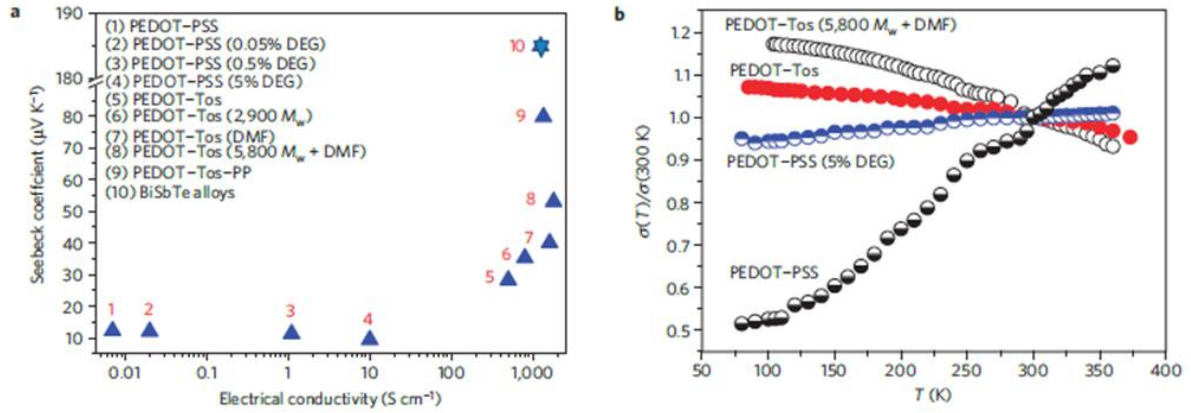 a
190
180
80
70
60
50
40
30
20
10
Seebeck coefficient (µV K⁻¹)
(1) PEDOT–PSS
(2) PEDOT–PSS (0.05% DEG)
(3) PEDOT–PSS (0.5% DEG)
(4) PEDOT–PSS (5% DEG)
(5) PEDOT–Tos
(6) PEDOT–Tos (2,900 Mw)
(7) PEDOT–Tos (DMF)
(8) PEDOT–Tos (5,800 Mw + DMF)
(9) PEDOT–Tos–PP
(10) BiSbTe alloys
10
9
8
7
6
5
1
2
3
4
0.01
0.1
1
10
100
1,000
Electrical conductivity (S cm⁻¹)
b
1.2
1.1
1.0
0.9
0.8
0.7
0.6
0.5
σ(T)/σ(300 K)
PEDOT–Tos (5,800 Mw + DMF)
PEDOT–Tos
PEDOT–PSS (5% DEG)
PEDOT–PSS
50
100
150
200
250
300
350
400
T (K)